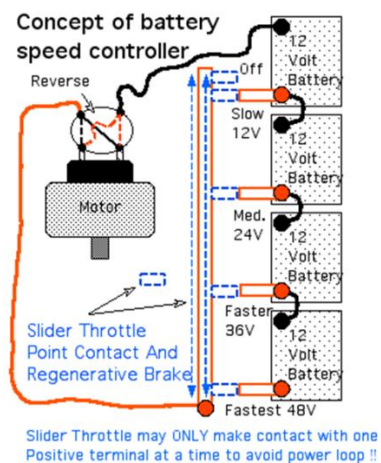 Concept of battery
speed controller
Reverse
Motor
Off
12
Volt
Battery
Slow
12V
12
Volt
Battery
Med.
24V
12
Volt
Battery
Faster
36V
12
Volt
Battery
Fastest 48V
Slider Throttle
Point Contact And
Regenerative Brake
Slider Throttle may ONLY make contact with one
Positive terminal at a time to avoid power loop !!